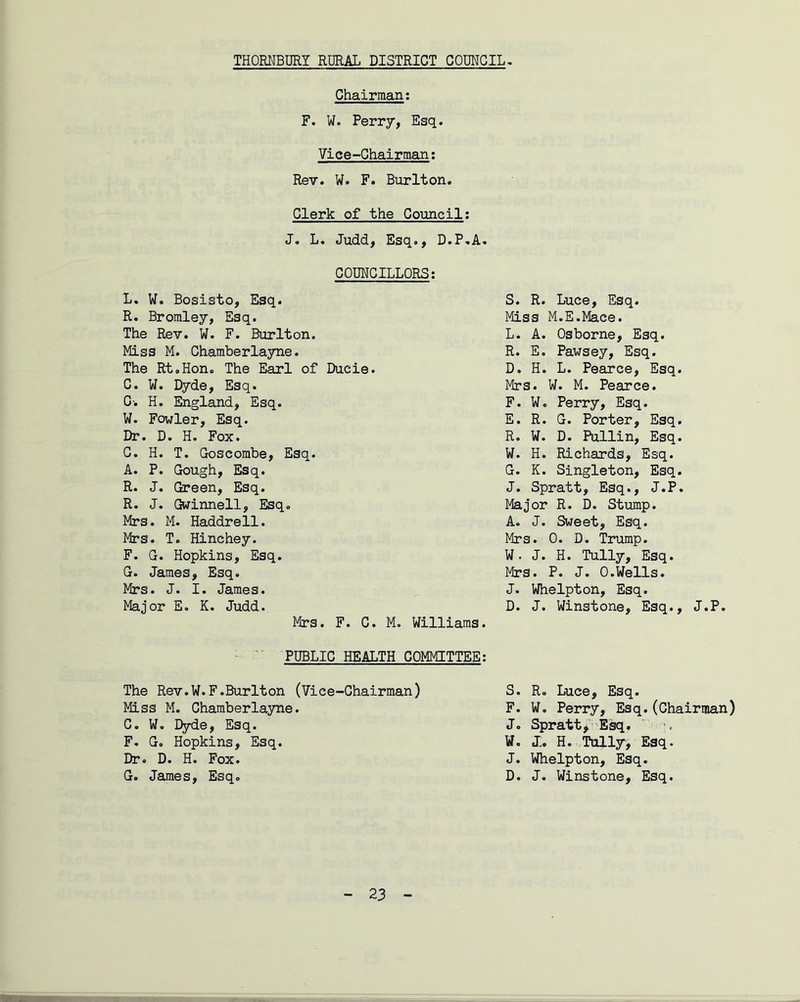 THORNBURY RURAL DISTRICT COUNCIL.
Chairman:
F. W. Perry, Esq.
Vice-Chairman:
Rev. W. F. Burlton.
Clerk of the Council:
J. L. Judd, Esq., D.P.A.
COUNCILLORS:
L. W. Bosisto, Esq.
R. Bromley, Esq.
The Rev. W. F. Burlton.
Miss M. Chamberlayne.
The Rt.Hon. The Earl of Ducie.
C. W. Dyde, Esq.
C. H. England, Esq.
W. Fowler, Esq.
Dr. D. H. Fox.
C. H. T. Goscombe, Esq.
A. P. Gough, Esq.
R. J. Green, Esq.
R. J. Gwinnell, Esq.
Mrs. M. Haddrell.
Mrs. T. Hinchey.
F. G. Hopkins, Esq.
G. James, Esq.
Mrs. J. I. James.
Major E. K. Judd.
S. R. Luce, Esq.
Miss M.E.Mace.
L. A. Osborne, Esq.
R. E. Pawsey, Esq.
D. H. L. Pearce, Esq.
Mrs. W. M. Pearce.
F. W. Perry, Esq.
E. R. G. Porter, Esq.
R. W. D. Pullin, Esq.
W. H. Richards, Esq.
G. K. Singleton, Esq.
J. Spratt, Esq., J.P.
Major R. D. Stump.
A. J. Sweet, Esq.
Mrs. O. D. Trump.
W. J. H. Tully, Esq.
Mrs. P. J. O.Wells.
J. Whelpton, Esq.
D. J. Winstone, Esq., J.P.
Mrs. F. C. M. Williams.
PUBLIC HEALTH COMMITTEE:
The Rev.W.F.Burlton (Vice-Chairman)
Miss M. Chamberlayne.
C. W. Dyde, Esq.
F. G. Hopkins, Esq.
Dr. D. H. Fox.
G. James, Esq.
S. R. Luce, Esq.
F. W. Perry, Esq.(Chairman)
J. Spratt, Esq.
W. J. H. Tully, Esq.
J. Whelpton, Esq.
D. J. Winstone, Esq.
- 23 -